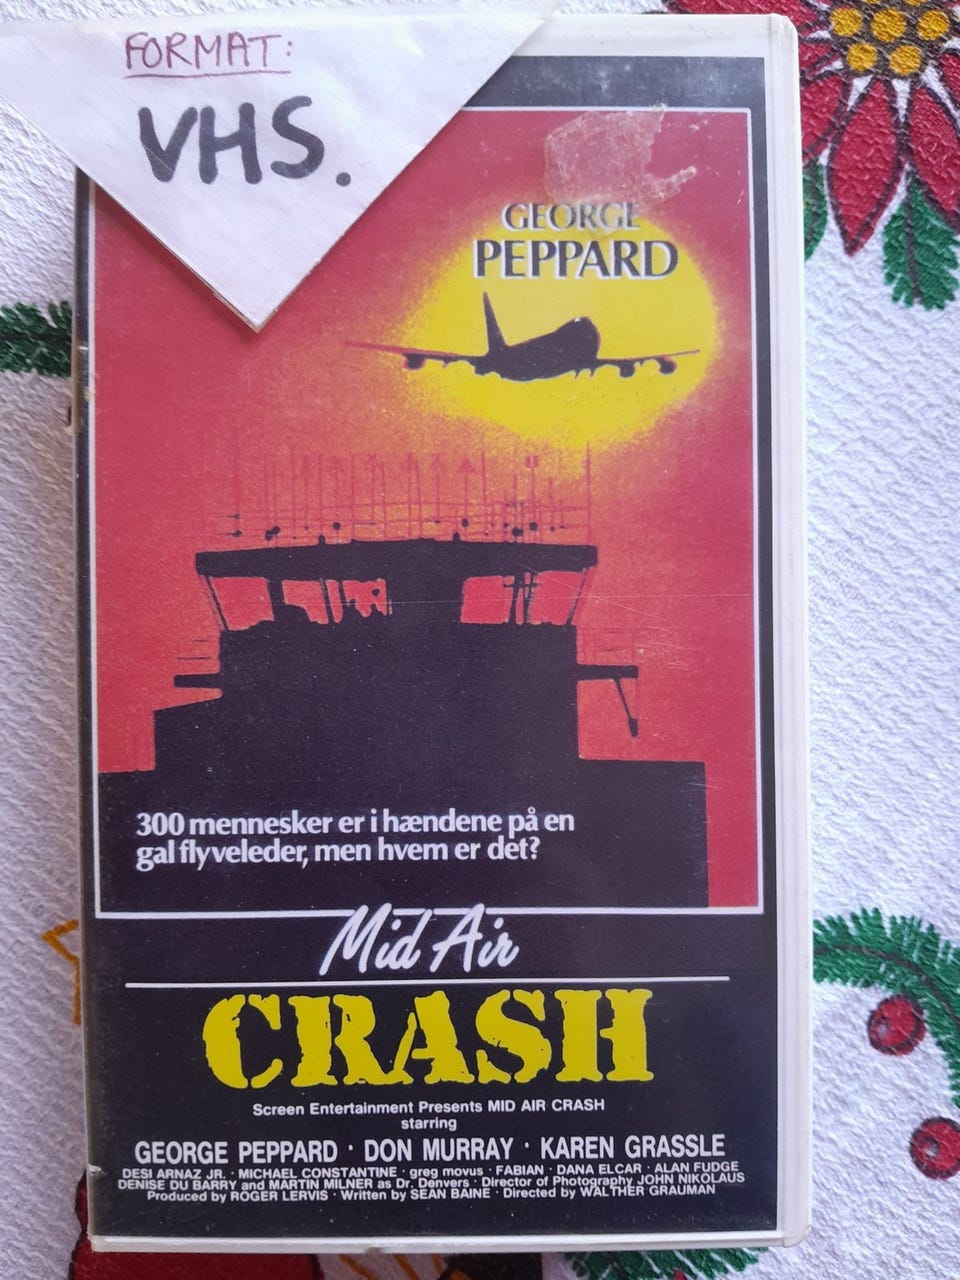 FORMAT:
VHS.
GEORGE
PEPPARD
300 mennesker er i hændene på en
gal flyveleder, men hvem er det?
Mid Air
CRASH
Screen Entertainment Presents MID AIR CRASH
starring
GEORGE PEPPARD · DON MURRAY · KAREN GRASSLE
DESI ARNAZ JR. · MICHAEL CONSTANTINE · greg movus · FABIAN · DANA ELCAR · ALAN FUDGE
DENISE DU BARRY and MARTIN MILNER as Dr. Denvers · Director of Photography JOHN NIKOLAUS
Produced by ROGER LERVIS · Written by SEAN BAINE · Directed by WALTHER GRAUMAN